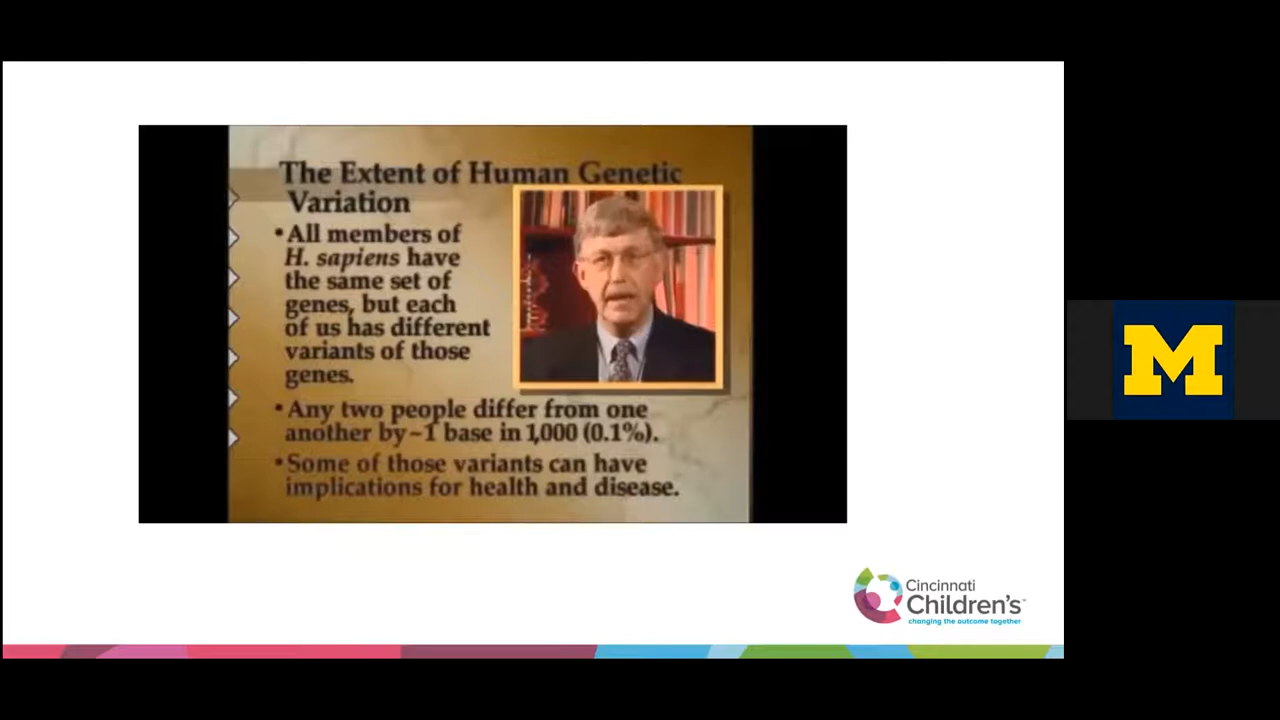 The Extent of Human Genetic
Variation
•All members of
H. sapiens have
the same set of
genes, but each
of us has different
variants of those
genes.
•Any two people differ from one
another by ~1 base in 1,000 (0.1%).
•Some of those variants can have
implications for health and disease.
M
Cincinnati
Children's™
changing the outcome together